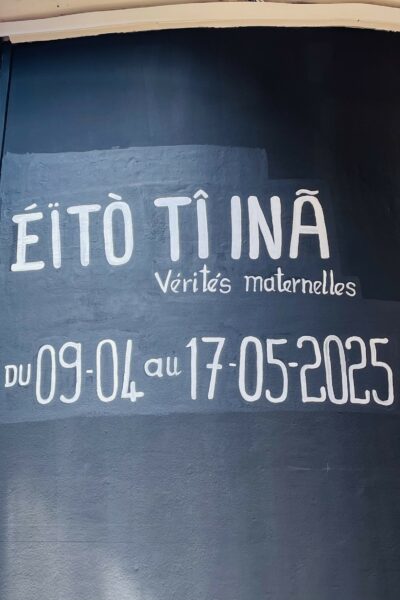 ÉÏTÒ TÎ INÃ
Vérités maternelles
DU 09-04 au 17-05-2025